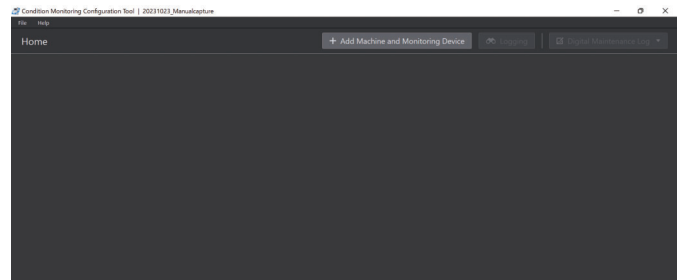 Condition Monitoring Configuration Tool | 20231023_Manualcapture
File Help
Home
+ Add Machine and Monitoring Device
Logging
Digital Maintenance Log